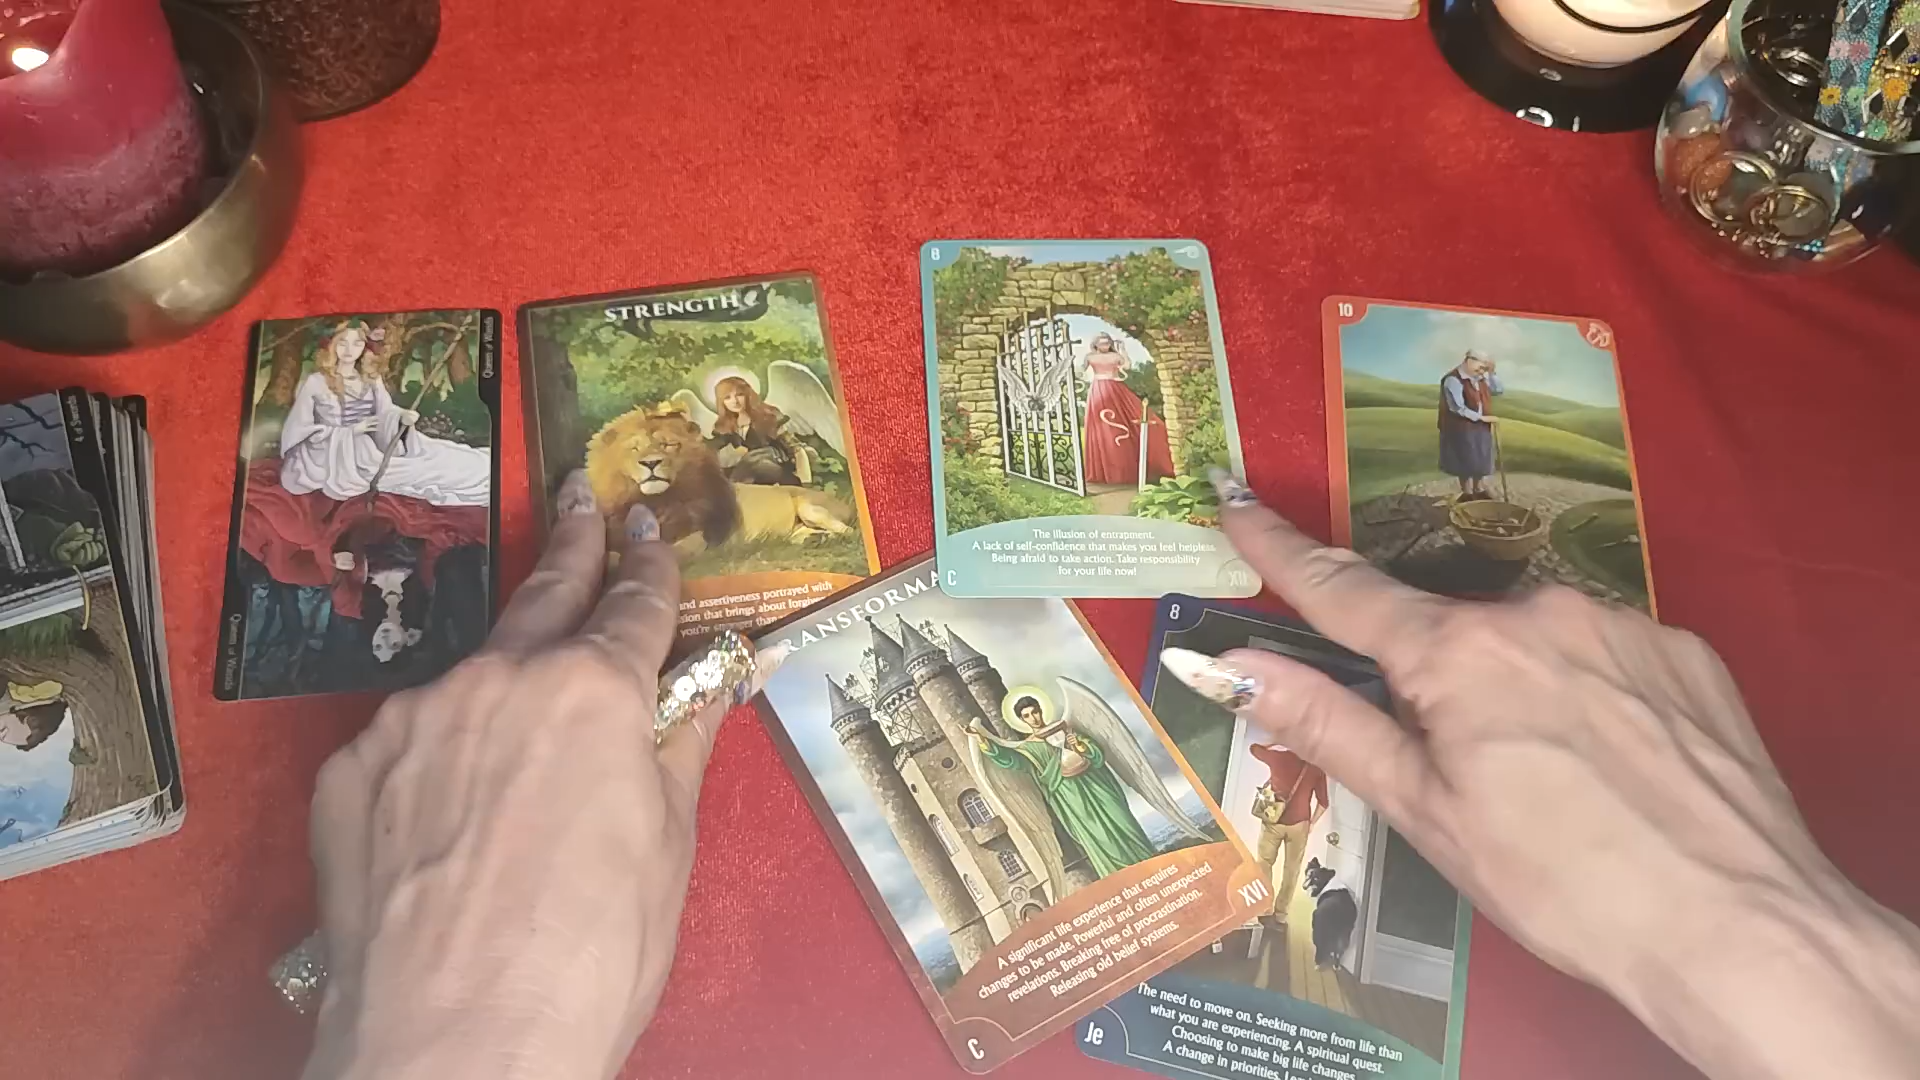 4 of Swords
Queen of Wands
Queen of Wands
STRENGTH
and assertiveness portrayed with
that brings about
you're stronger than
8
The illusion of entrapment.
A lack of self-confidence that makes you feel helpless.
Being afraid to take action. Take responsibility
for your life now!
C
XII
10
TRANSFORMA
A significant life experience that requires
changes to be made. Powerful and often unexpected
revelations. Breaking free of procrastination.
Releasing old belief systems.
C
XVI
8
The need to move on. Seeking more from life than
what you are experiencing. A spiritual quest.
Choosing to make big life changes.
A change in priorities.
Je